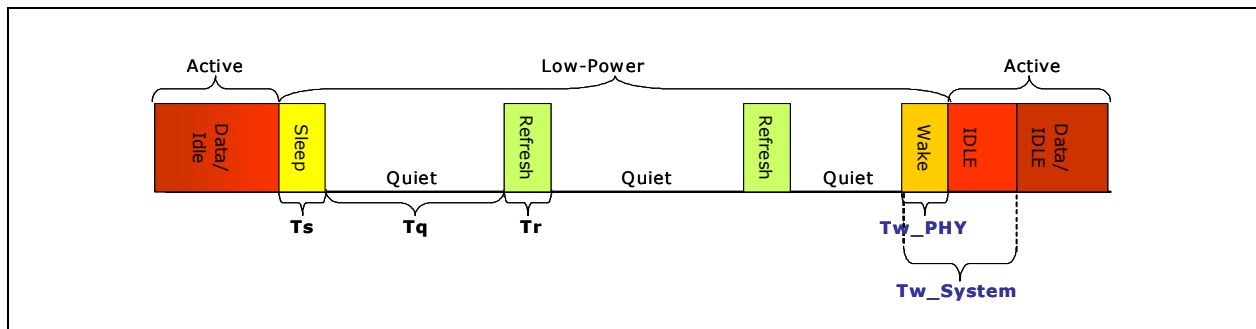 Active
Low-Power
Active
Data/
Idle
Sleep
Refresh
Refresh
Wake
IDLE
Data/
IDLE
Quiet
Quiet
Quiet
Ts
Tq
Tr
Tw_PHY
Tw_System